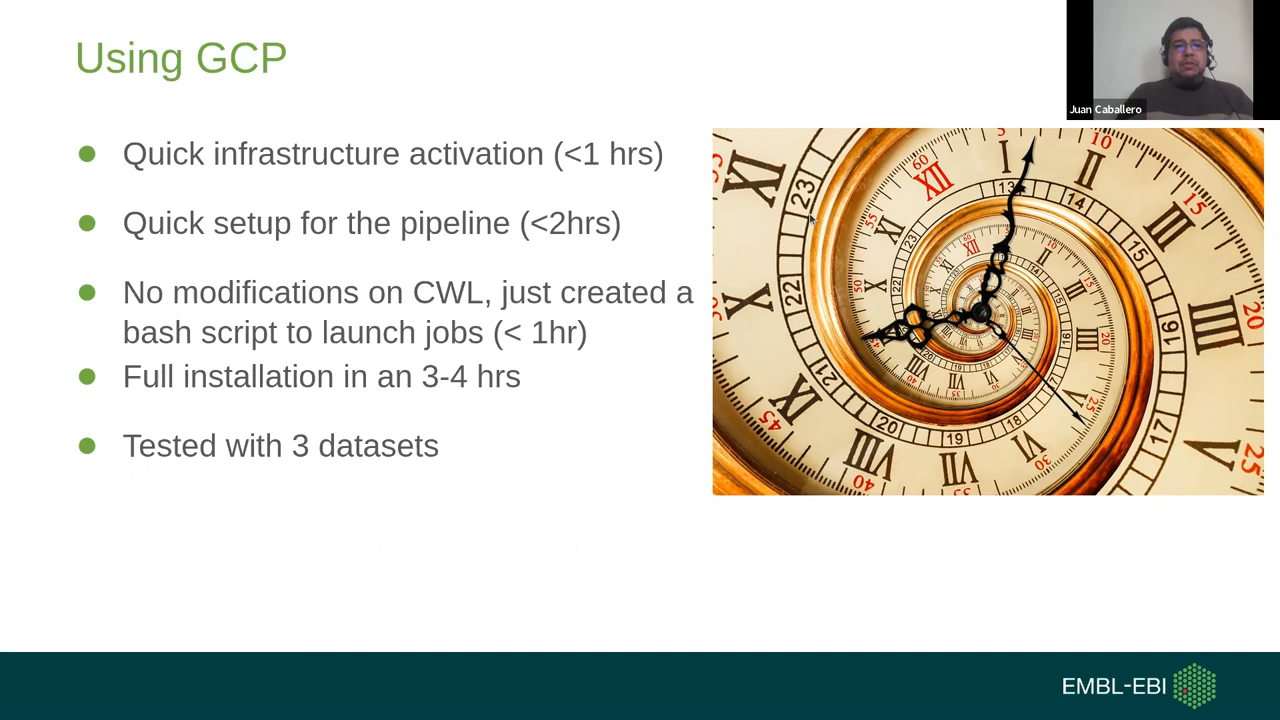 Using GCP
Juan Caballero
Quick infrastructure activation (<1 hrs)
Quick setup for the pipeline (<2hrs)
No modifications on CWL, just created a
bash script to launch jobs (< 1hr)
Full installation in an 3-4 hrs
Tested with 3 datasets
EMBL-EBI